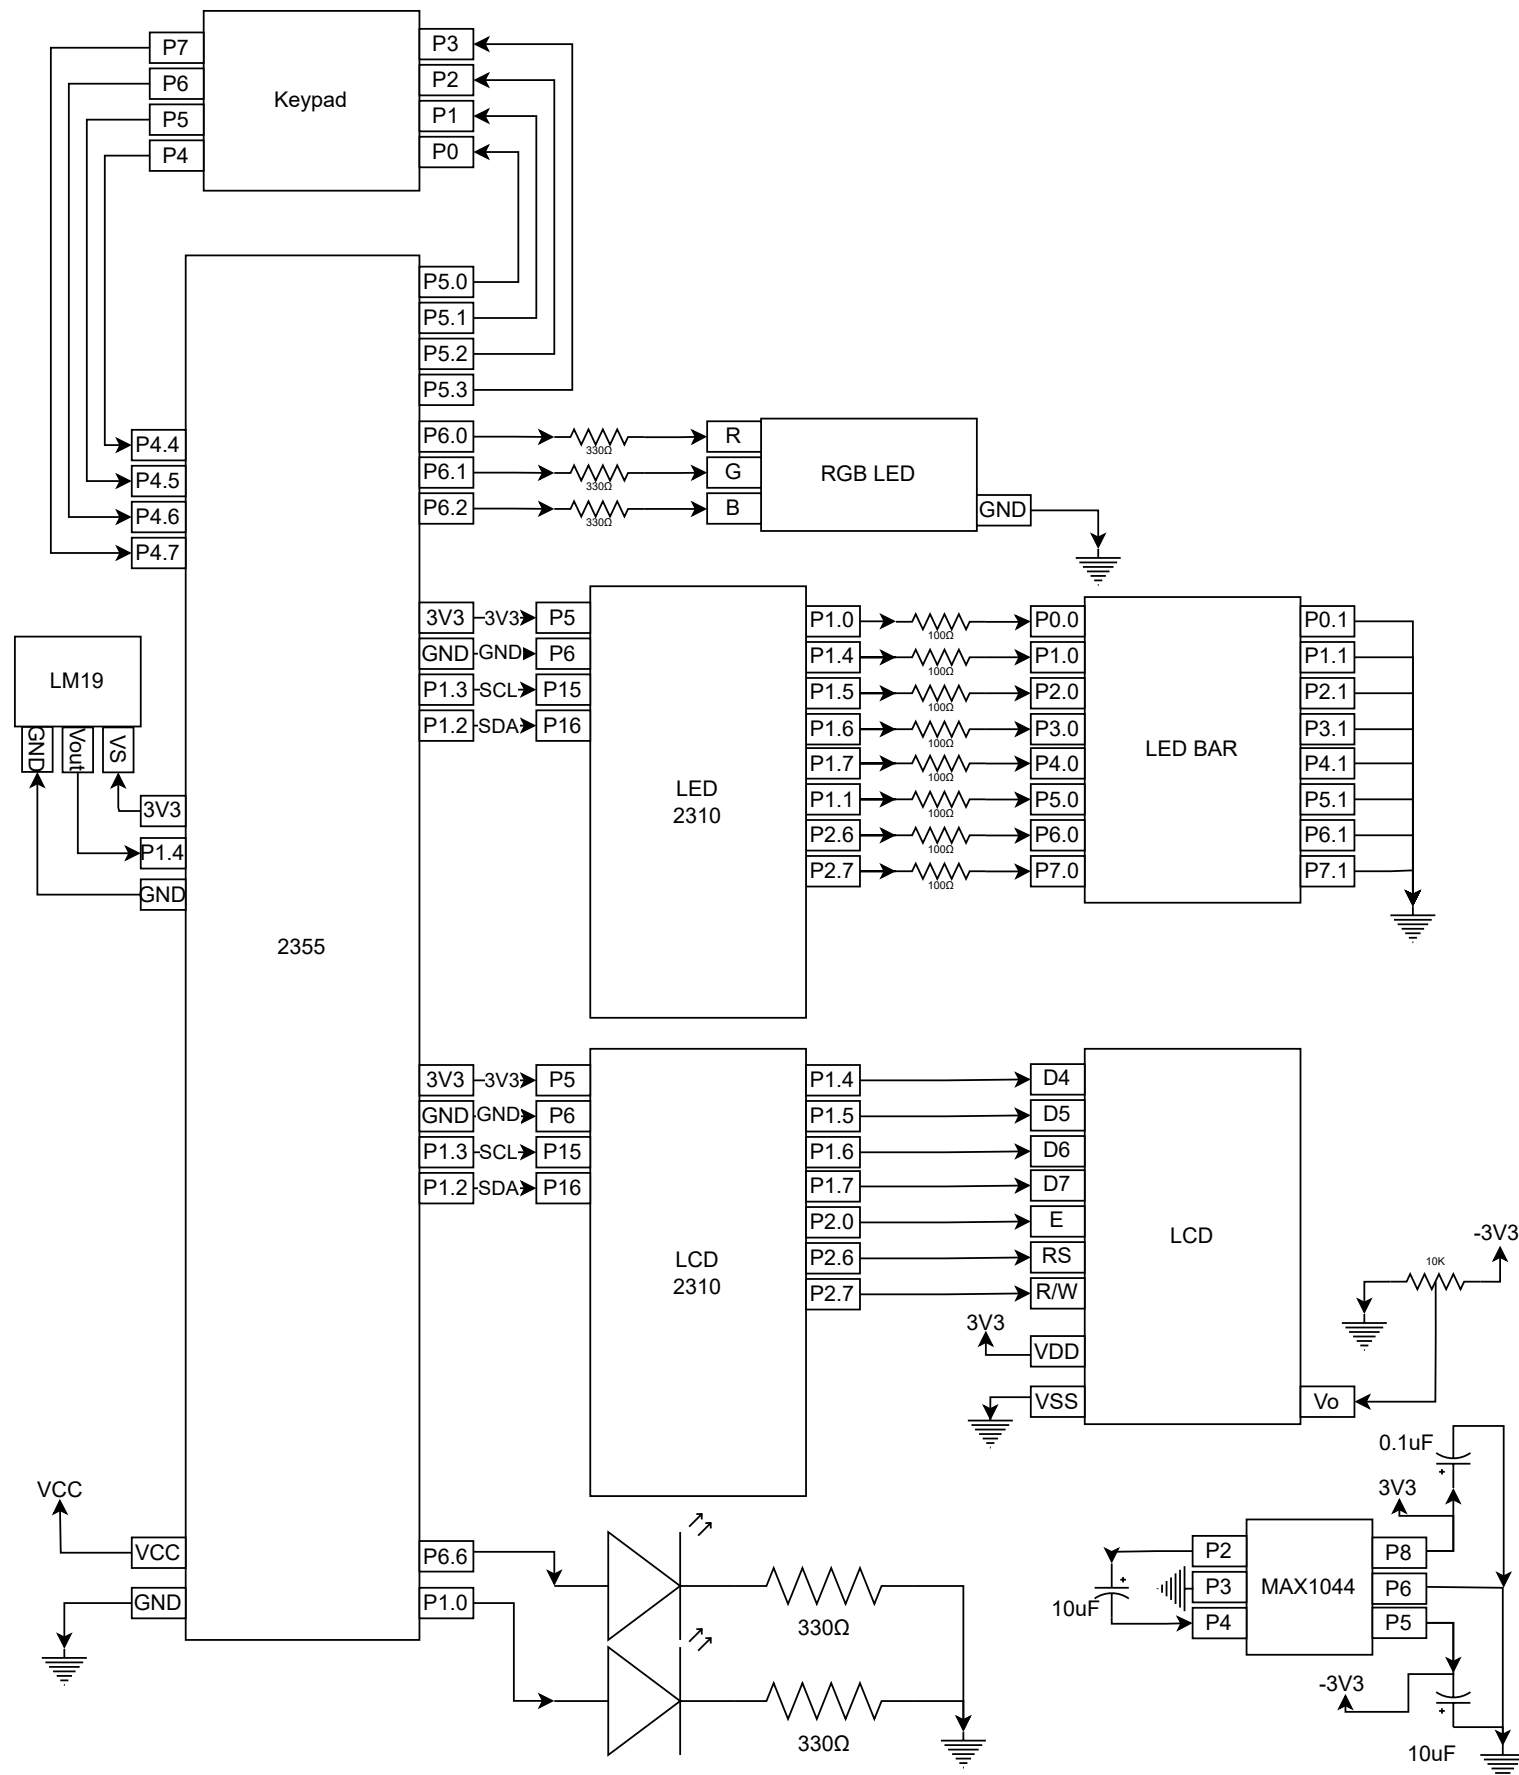 P7
P6
P5
P4
Keypad
P3
P2
P1
P0
P5.0
P5.1
P5.2
P5.3
P4.4
P4.5
P4.6
P4.7
P6.0
P6.1
P6.2
330Ω
330Ω
330Ω
R
G
B
RGB LED
GND
LM19
GND
Vout
VS
3V3
P1.4
GND
2355
3V3
GND
P1.3
P1.2
3V3
GND
SCL
SDA
P5
P6
P15
P16
LED
2310
P1.0
P1.4
P1.5
P1.6
P1.7
P1.1
P2.6
P2.7
100Ω
100Ω
100Ω
100Ω
100Ω
100Ω
100Ω
100Ω
P0.0
P1.0
P2.0
P3.0
P4.0
P5.0
P6.0
P7.0
LED BAR
P0.1
P1.1
P2.1
P3.1
P4.1
P5.1
P6.1
P7.1
3V3
GND
P1.3
P1.2
3V3
GND
SCL
SDA
P5
P6
P15
P16
LCD
2310
P1.4
P1.5
P1.6
P1.7
P2.0
P2.6
P2.7
D4
D5
D6
D7
E
RS
R/W
3V3
VDD
VSS
LCD
Vo
10K
-3V3
VCC
VCC
GND
P6.6
P1.0
330Ω
330Ω
0.1uF
3V3
P2
P3
P4
MAX1044
P8
P6
P5
10uF
-3V3
10uF